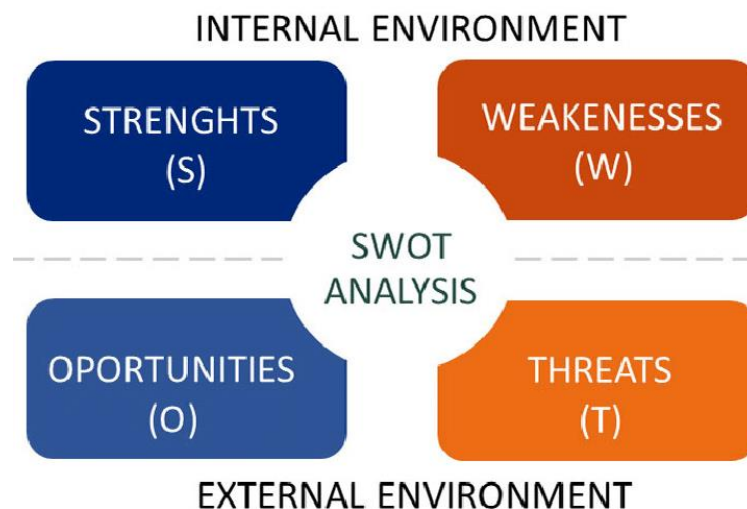 INTERNAL ENVIRONMENT
STRENGHTS
(S)
WEAKENESSES
(W)
SWOT
ANALYSIS
OPORTUNITIES
(O)
THREATS
(T)
EXTERNAL ENVIRONMENT